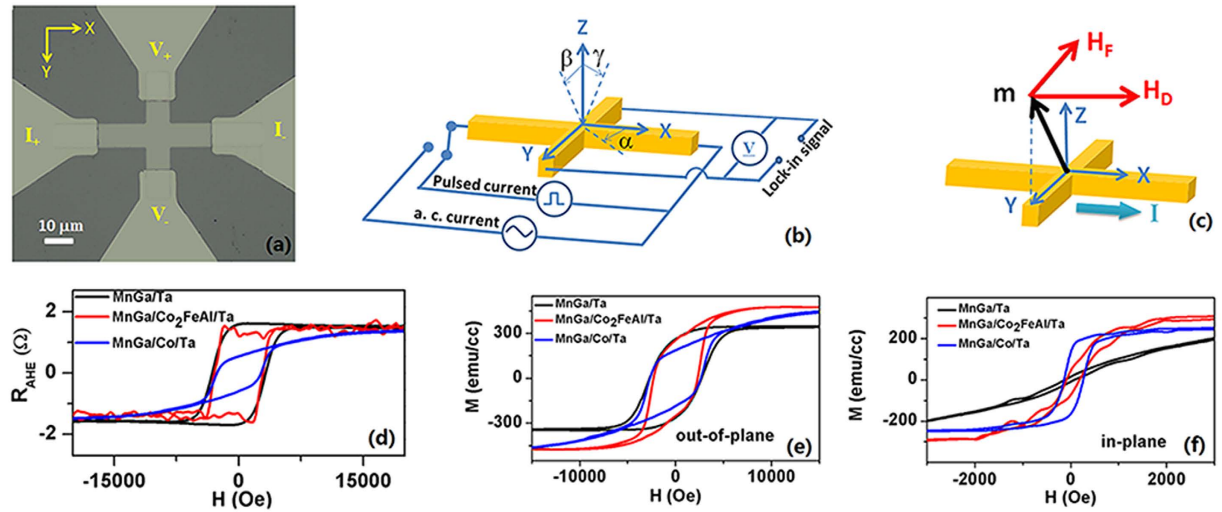 X
Y
V+
I+
I-
V-
10 μm
(a)
Z
β
γ
X
Y
α
V
Lock-in signal
Pulsed current
a. c. current
(b)
HF
m
HD
Z
X
Y
I
(c)
MnGa/Ta
MnGa/Co2FeAl/Ta
MnGa/Co/Ta
RAHE (Ω)
2
0
-2
-15000 0 15000
H (Oe)
(d)
MnGa/Ta
MnGa/Co2FeAl/Ta
MnGa/Co/Ta
M (emu/cc)
300
0
-300
out-of-plane
-10000 0 10000
H (Oe)
(e)
MnGa/Ta
MnGa/Co2FeAl/Ta
MnGa/Co/Ta
M (emu/cc)
200
0
-200
in-plane
-2000 0 2000
H (Oe)
(f)